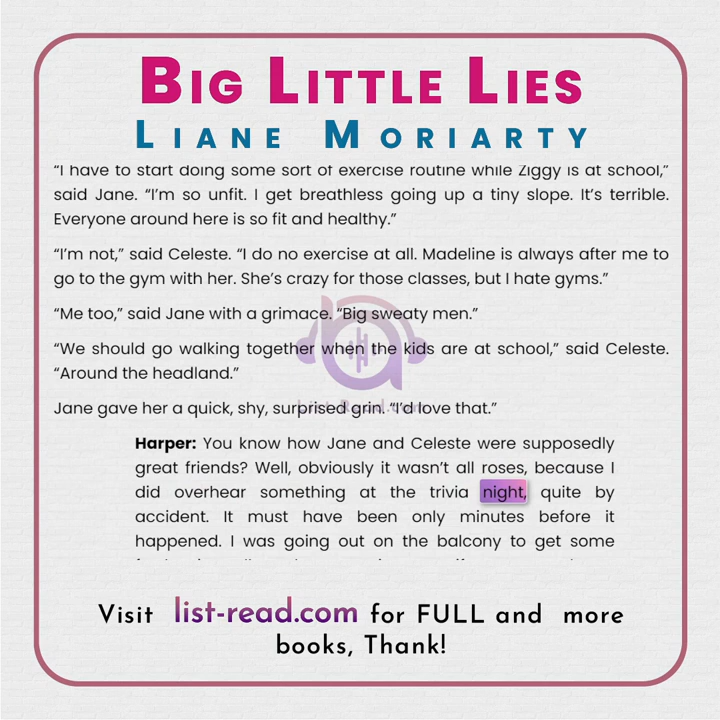 BIG LITTLE LIES
LIANE MORIARTY
“I have to start doing some sort of exercise routine while Ziggy is at school,”
said Jane. “I’m so unfit. I get breathless going up a tiny slope. It’s terrible.
Everyone around here is so fit and healthy.”
“I’m not,” said Celeste. “I do no exercise at all. Madeline is always after me to
go to the gym with her. She’s crazy for those classes, but I hate gyms.”
“Me too,” said Jane with a grimace. “Big sweaty men.”
“We should go walking together when the kids are at school,” said Celeste.
“Around the headland.”
Jane gave her a quick, shy, surprised grin. “I’d love that.”
Harper: You know how Jane and Celeste were supposedly
great friends? Well, obviously it wasn’t all roses, because I
did overhear something at the trivia night, quite by
accident. It must have been only minutes before it
happened. I was going out on the balcony to get some
Visit list-read.com for FULL and more
books, Thank!